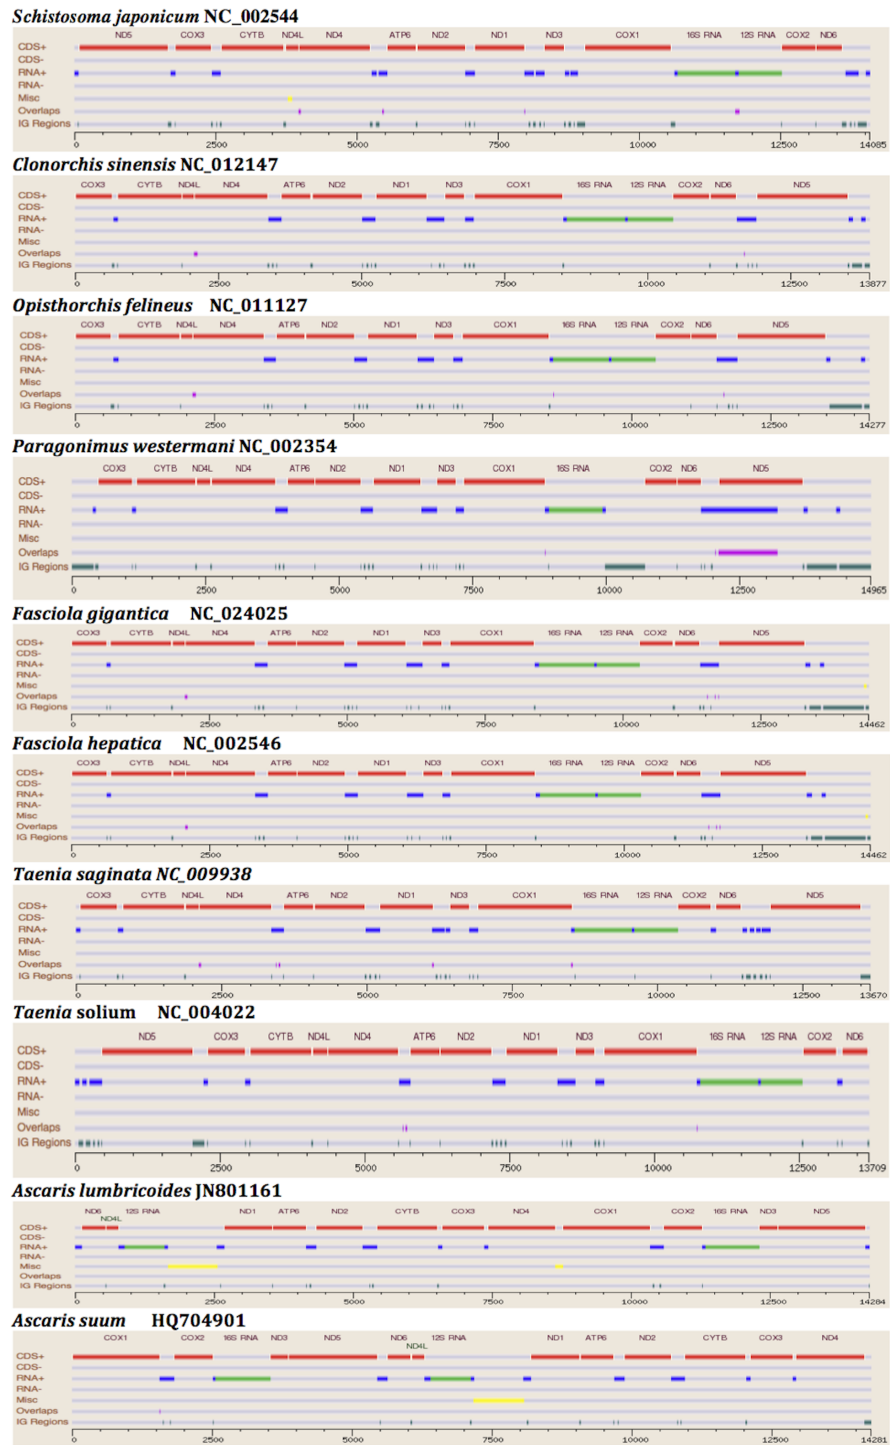 Schistosoma japonicum NC_002544
ND5 COX3 CYTB ND4L ND4 ATP6 ND2 ND1 ND3 COX1 16S RNA 12S RNA COX2 ND6
CDS+
CDS-
RNA+
RNA-
Misc
Overlaps
IG Regions
0 2500 5000 7500 10000 12500 14085
Clonorchis sinensis NC_012147
COX3 CYTB ND4L ND4 ATP6 ND2 ND1 ND3 COX1 16S RNA 12S RNA COX2 ND6 ND5
CDS+
CDS-
RNA+
RNA-
Misc
Overlaps
IG Regions
0 2500 5000 7500 10000 12500 13877
Opisthorchis felineus NC_011127
COX3 CYTB ND4L ND4 ATP6 ND2 ND1 ND3 COX1 16S RNA 12S RNA COX2 ND6 ND5
CDS+
CDS-
RNA+
RNA-
Misc
Overlaps
IG Regions
0 2500 5000 7500 10000 12500 14277
Paragonimus westermani NC_002354
COX3 CYTB ND4L ND4 ATP6 ND2 ND1 ND3 COX1 16S RNA COX2 ND6 ND5
CDS+
CDS-
RNA+
RNA-
Misc
Overlaps
IG Regions
0 2500 5000 7500 10000 12500 14965
Fasciola gigantica NC_024025
COX3 CYTB ND4L ND4 ATP6 ND2 ND1 ND3 COX1 16S RNA 12S RNA COX2 ND6 ND5
CDS+
CDS-
RNA+
RNA-
Misc
Overlaps
IG Regions
0 2500 5000 7500 10000 12500 14462
Fasciola hepatica NC_002546
COX3 CYTB ND4L ND4 ATP6 ND2 ND1 ND3 COX1 16S RNA 12S RNA COX2 ND6 ND5
CDS+
CDS-
RNA+
RNA-
Misc
Overlaps
IG Regions
0 2500 5000 7500 10000 12500 14462
Taenia saginata NC_009938
COX3 CYTB ND4L ND4 ATP6 ND2 ND1 ND3 COX1 16S RNA 12S RNA COX2 ND6 ND5
CDS+
CDS-
RNA+
RNA-
Misc
Overlaps
IG Regions
0 2500 5000 7500 10000 12500 13670
Taenia solium NC_004022
ND5 COX3 CYTB ND4L ND4 ATP6 ND2 ND1 ND3 COX1 16S RNA 12S RNA COX2 ND6
CDS+
CDS-
RNA+
RNA-
Misc
Overlaps
IG Regions
0 2500 5000 7500 10000 12500 13709
Ascaris lumbricoides JN801161
ND6 12S RNA ND1 ATP6 ND2 CYTB COX3 ND4 COX1 COX2 16S RNA ND3 ND5
ND4L
CDS+
CDS-
RNA+
RNA-
Misc
Overlaps
IG Regions
0 2500 5000 7500 10000 12500 14284
Ascaris suum HQ704901
COX1 COX2 16S RNA ND3 ND5 ND6 12S RNA ND1 ATP6 ND2 CYTB COX3 ND4
ND4L
CDS+
CDS-
RNA+
RNA-
Misc
Overlaps
IG Regions
0 2500 5000 7500 10000 12500 14281